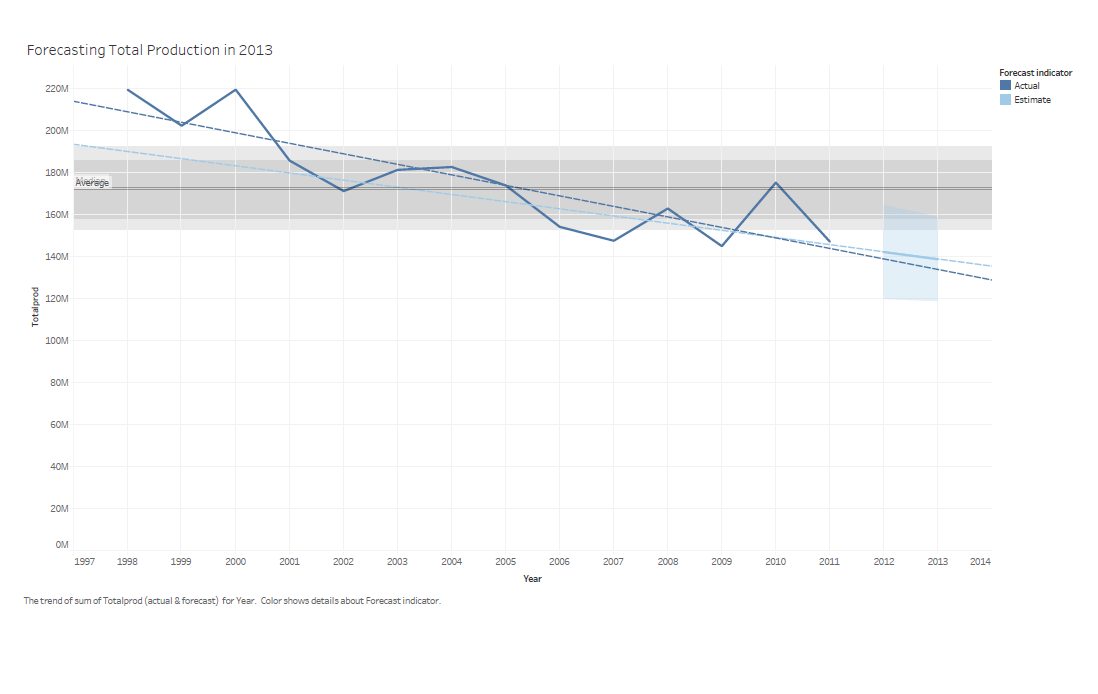 Forecasting Total Production in 2013
Forecast indicator
Actual
Estimate
220M
200M
180M
Average
160M
140M
120M
100M
80M
60M
40M
20M
0M
Totalprod
1997 1998 1999 2000 2001 2002 2003 2004 2005 2006 2007 2008 2009 2010 2011 2012 2013 2014
Year
The trend of sum of Totalprod (actual & forecast) for Year. Color shows details about Forecast indicator.